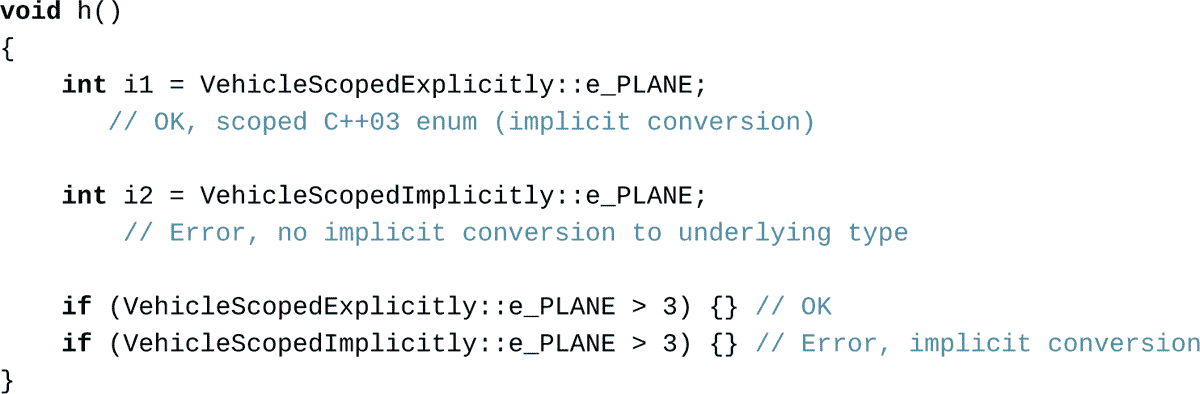 void h()
{
    int i1 = VehicleScopedExplicitly::e_PLANE;
       // OK, scoped C++03 enum (implicit conversion)

    int i2 = VehicleScopedImplicitly::e_PLANE;
        // Error, no implicit conversion to underlying type

    if (VehicleScopedExplicitly::e_PLANE > 3) {} // OK
    if (VehicleScopedImplicitly::e_PLANE > 3) {} // Error, implicit conversion
}